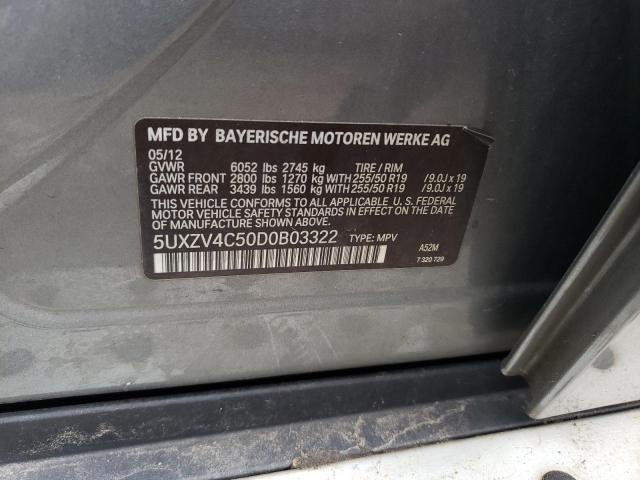 MFD BY BAYERISCHE MOTOREN WERKE AG
05/12
GVWR 6052 lbs 2745 kg TIRE / RIM
GAWR FRONT 2800 lbs 1270 kg WITH 255/50 R19 /9.0J x 19
GAWR REAR 3439 lbs 1560 kg WITH 255/50 R19 /9.0J x 19
THIS VEHICLE CONFORMS TO ALL APPLICABLE U. S. FEDERAL
MOTOR VEHICLE SAFETY STANDARDS IN EFFECT ON THE DATE OF
MANUFACTURE SHOWN ABOVE.
5UXZV4C50D0B03322 TYPE: MPV
A52M
7 320 729